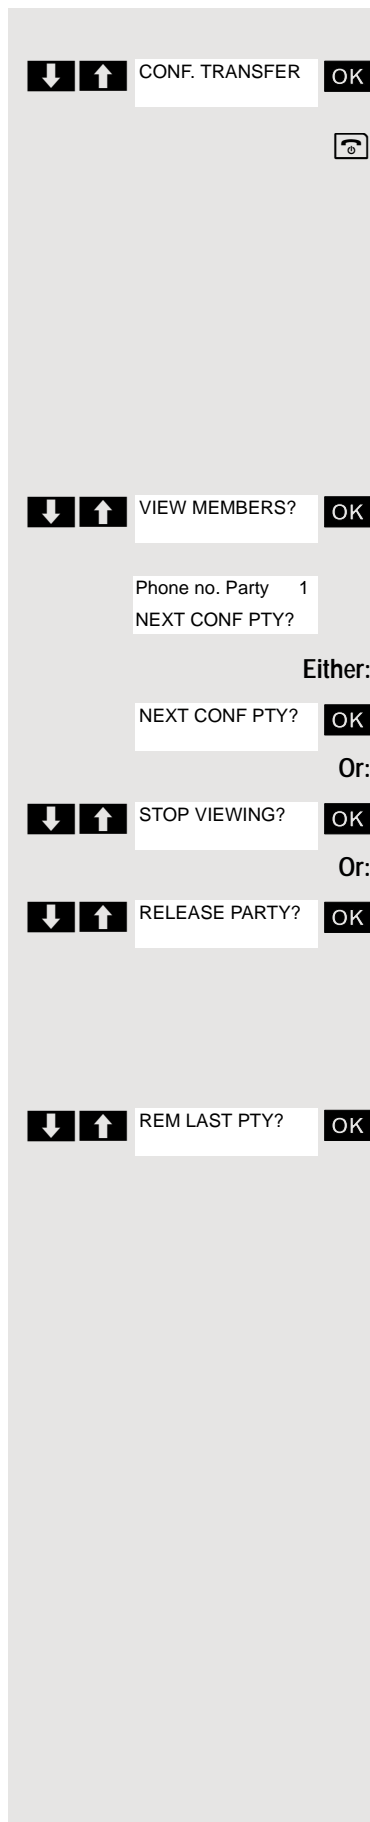 CONF. TRANSFER OK
VIEW MEMBERS? OK
Phone no. Party 1
NEXT CONF PTY?
Either:
NEXT CONF PTY? OK
Or:
STOP VIEWING? OK
Or:
RELEASE PARTY? OK
REM LAST PTY? OK